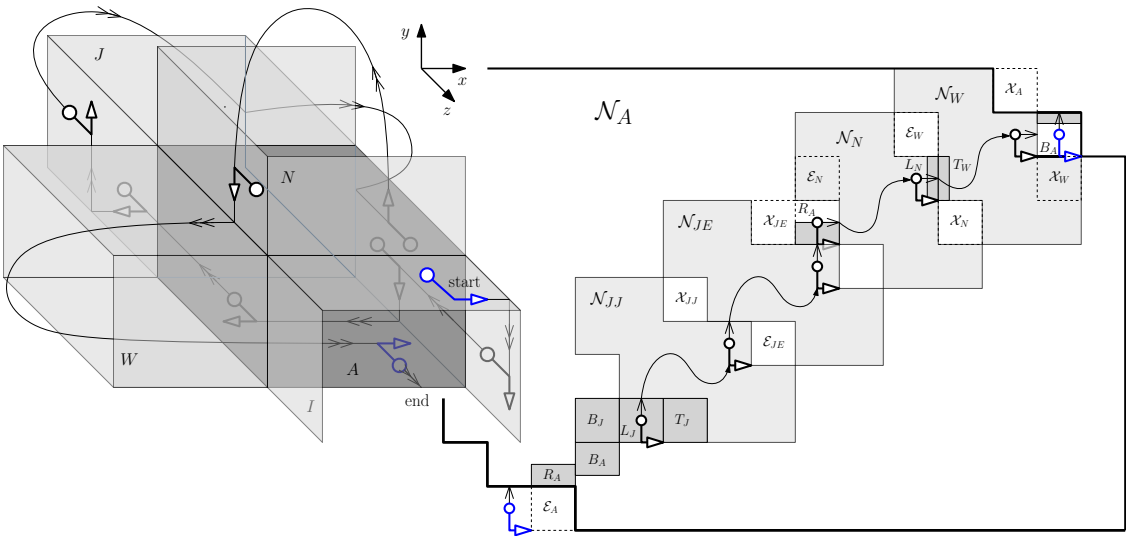 J
y
x
z
N
start
W
A
I
end
𝒩_A
𝒩_W
𝒳_A
𝒩_N
ℰ_W
B_A
L_N
T_W
𝒳_W
ℰ_N
𝒩_JE
𝒳_JE
R_A
𝒳_N
𝒩_JJ
𝒳_JJ
ℰ_JE
B_J
L_J
T_J
B_A
R_A
ℰ_A